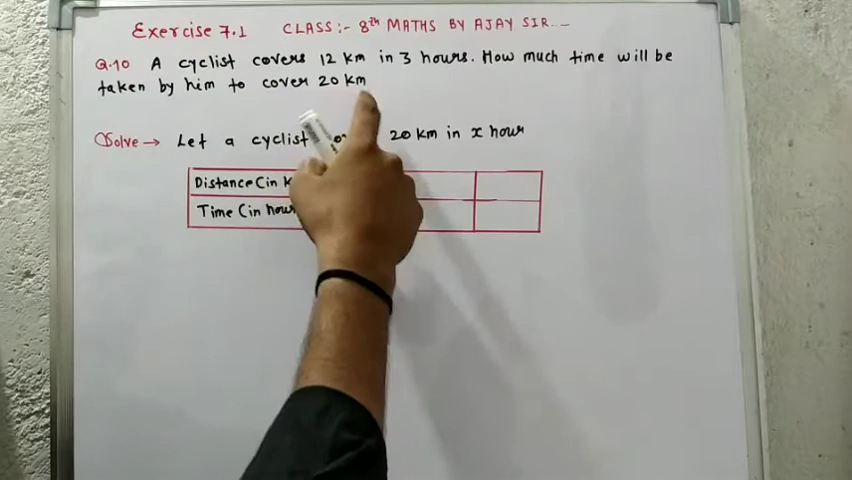 Exercise 7.1 CLASS:- 8th MATHS BY AJAY SIR...
Q.10 A cyclist covers 12 km in 3 hours. How much time will be
taken by him to cover 20 km
Solve → Let a cyclist 20 km in x hour
Distance (in
Time (in hour